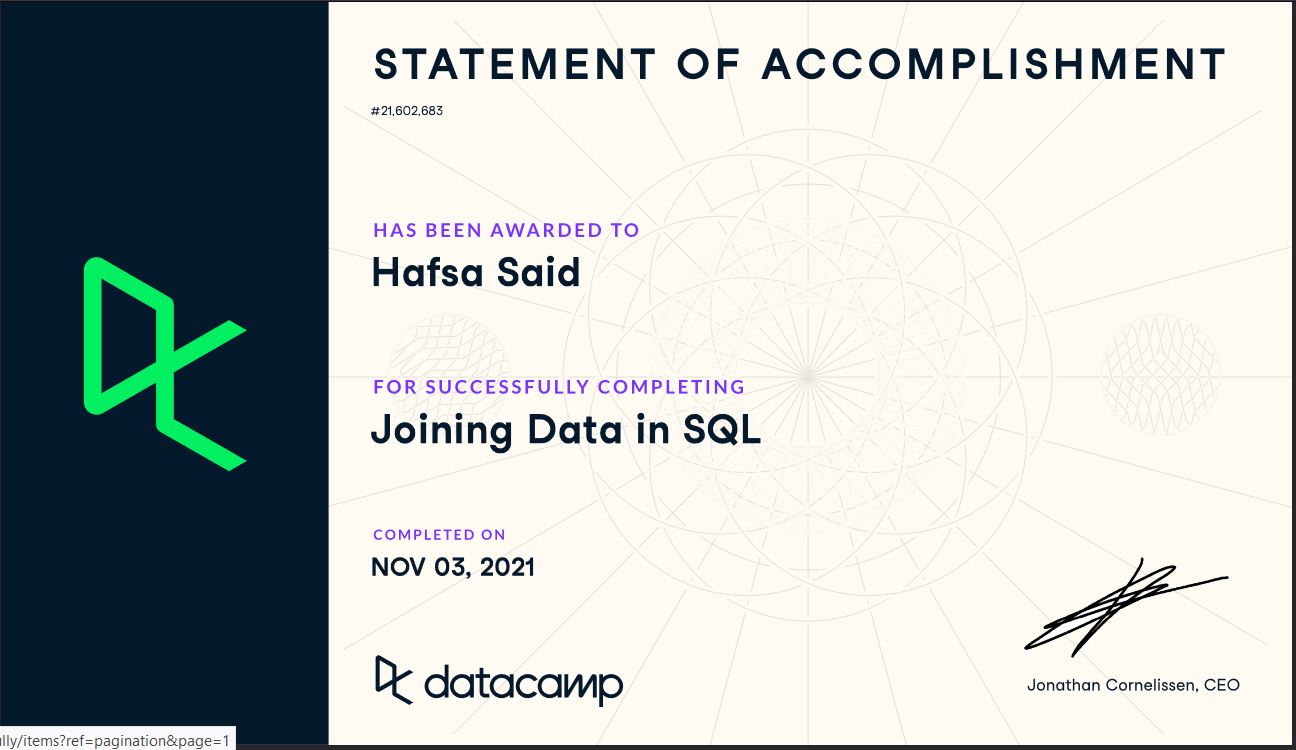 STATEMENT OF ACCOMPLISHMENT
#21,602,683
HAS BEEN AWARDED TO
Hafsa Said
FOR SUCCESSFULLY COMPLETING
Joining Data in SQL
COMPLETED ON
NOV 03, 2021
datacamp
Jonathan Cornelissen, CEO
lly/items?ref=pagination&page=1